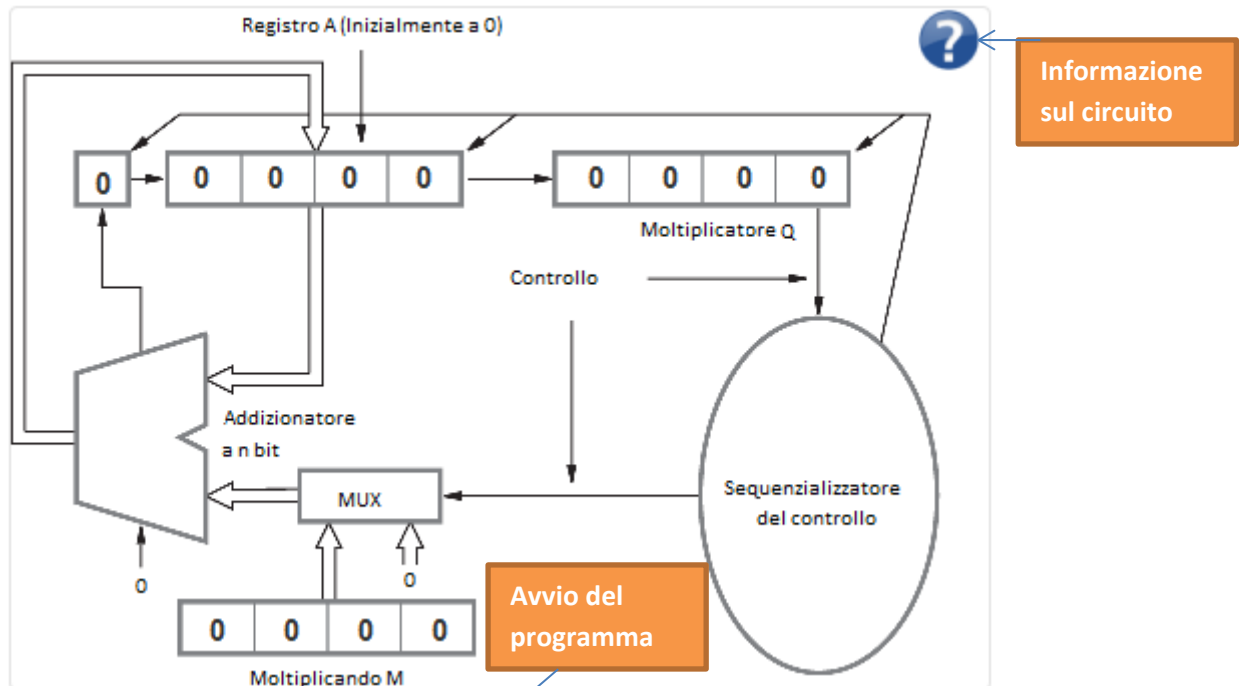 Registro A (Inizialmente a 0)
?
Informazione
sul circuito
0 0 0 0 0 0 0 0 0
Moltiplicatore Q
Controllo
Addizionatore
a n bit
MUX
Sequenzializzatore
del controllo
0
0
Avvio del
programma
0 0 0 0
Moltiplicando M